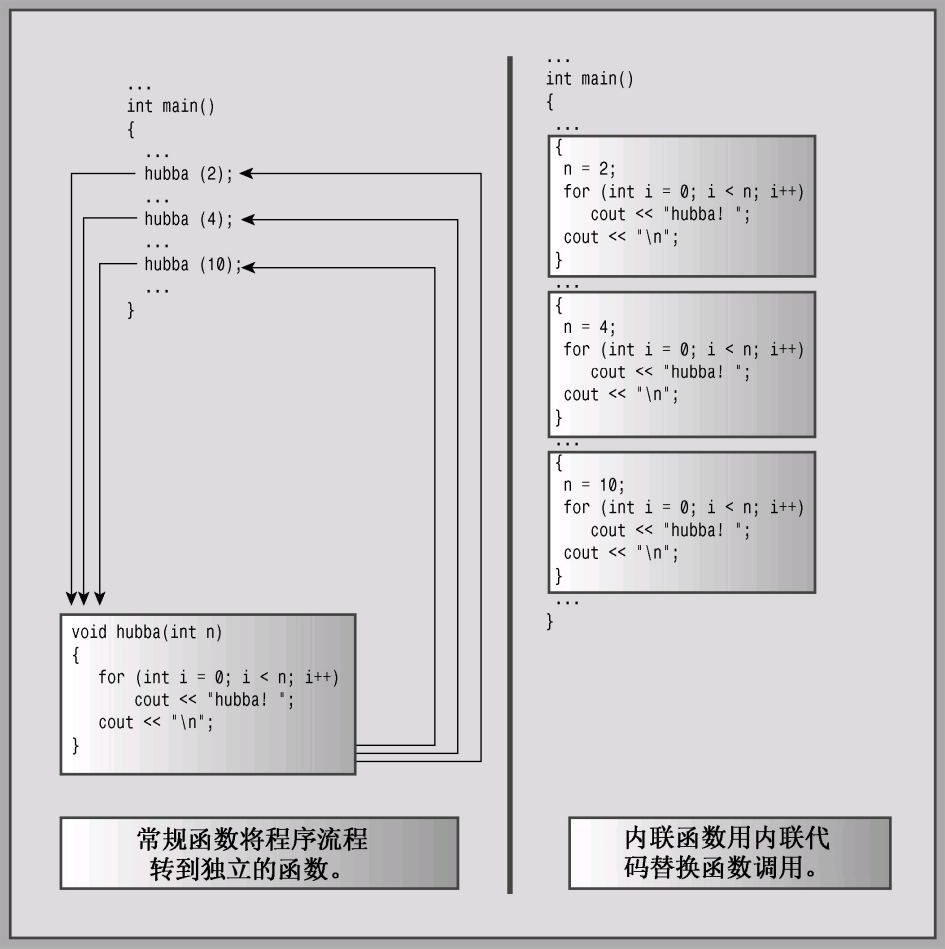 ...
int main()
{
...
hubba (2);
...
hubba (4);
...
hubba (10);
...
}
void hubba(int n)
{
for (int i = 0; i < n; i++)
cout << "hubba! ";
cout << "\n";
}
常规函数将程序流程
转到独立的函数。
...
int main()
{
...
{
n = 2;
for (int i = 0; i < n; i++)
cout << "hubba! ";
cout << "\n";
}
...
{
n = 4;
for (int i = 0; i < n; i++)
cout << "hubba! ";
cout << "\n";
}
...
{
n = 10;
for (int i = 0; i < n; i++)
cout << "hubba! ";
cout << "\n";
}
...
}
内联函数用内联代
码替换函数调用。